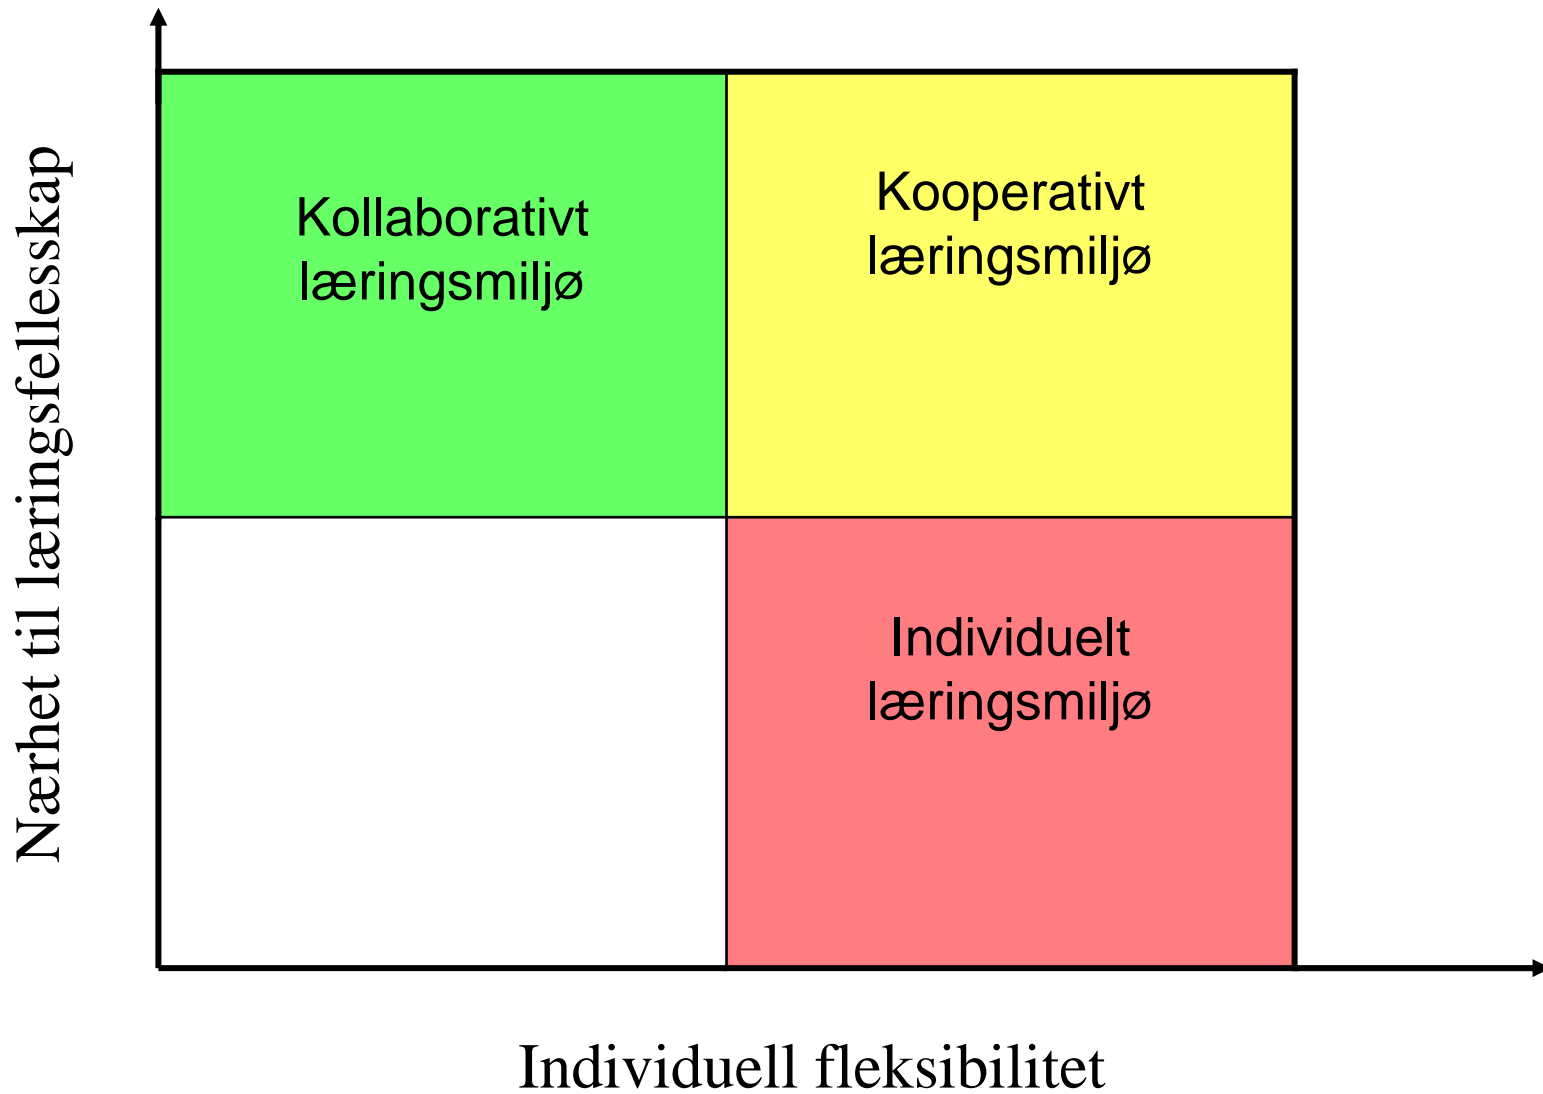 Nærhet til læringsfellesskap
Kollaborativt
læringsmiljø
Kooperativt
læringsmiljø
Individuelt
læringsmiljø
Individuell fleksibilitet